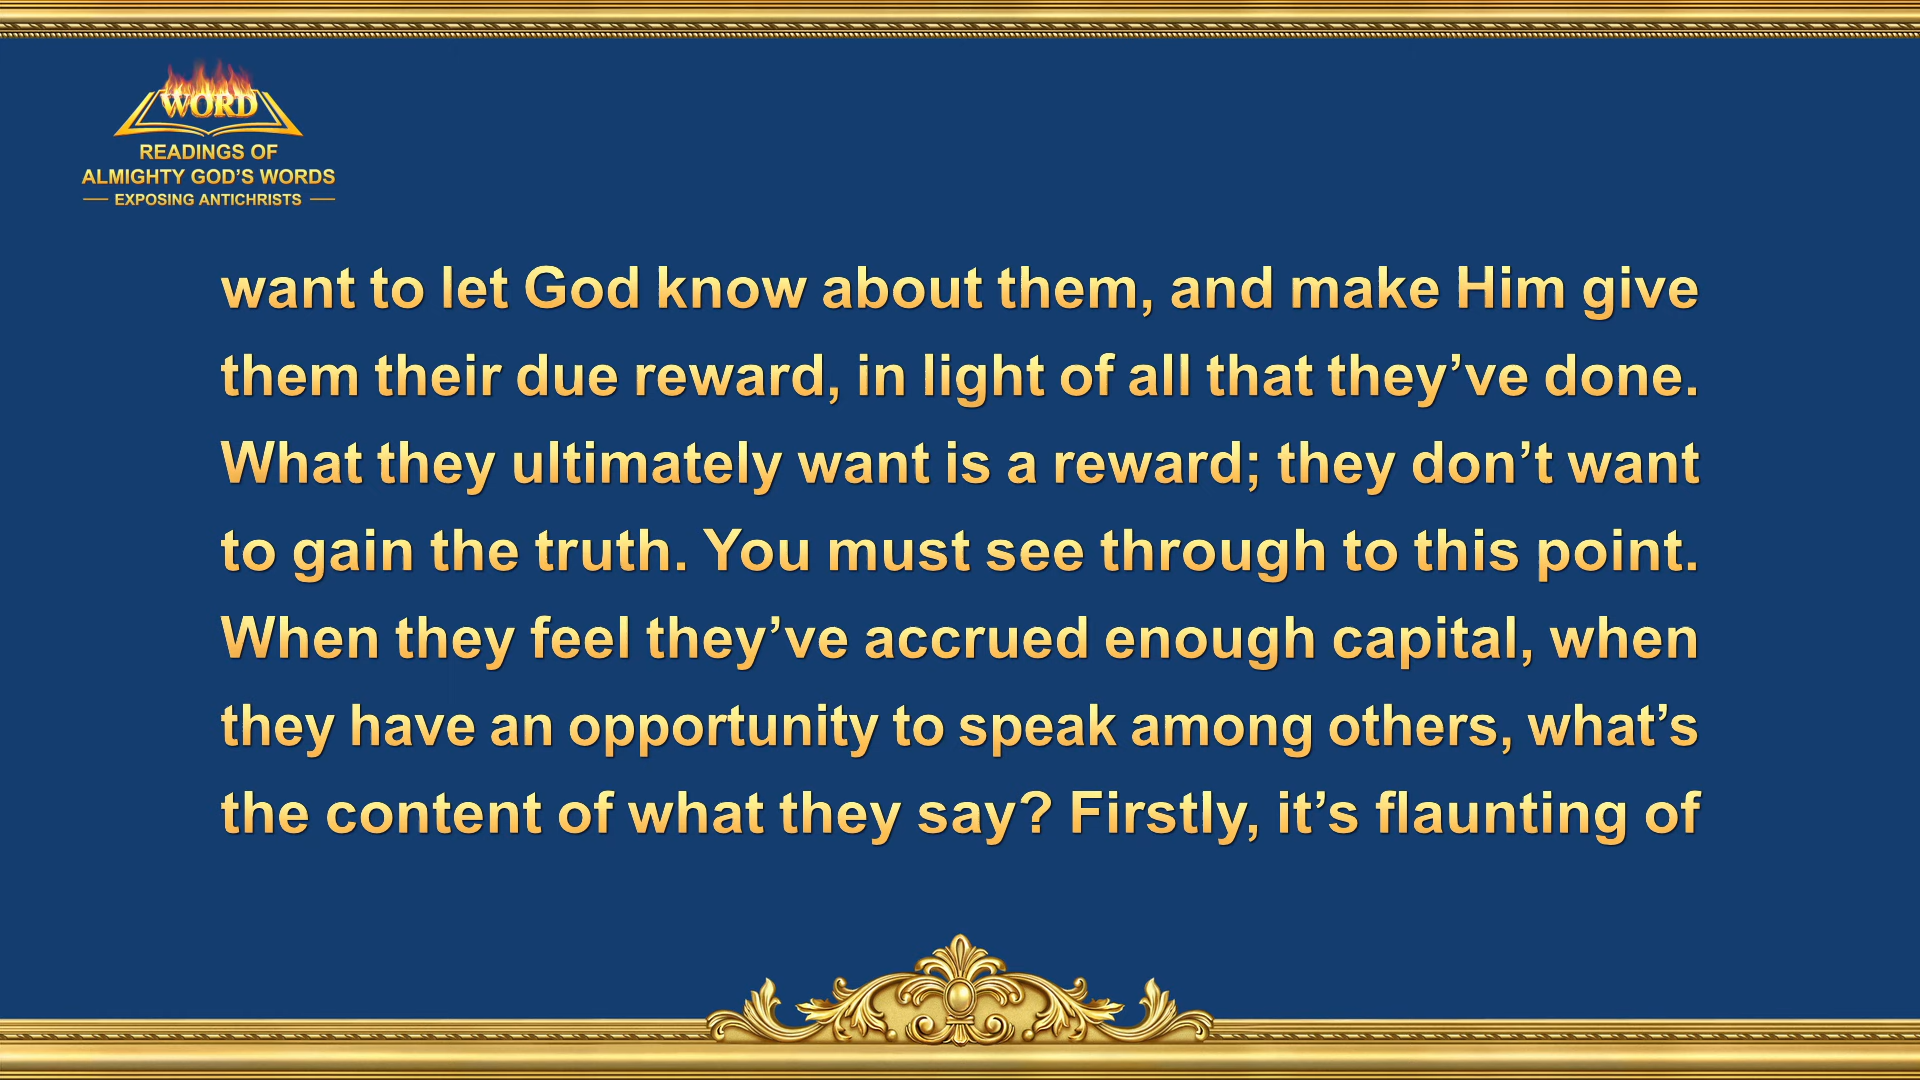 WORD
READINGS OF
ALMIGHTY GOD’S WORDS
EXPOSING ANTICHRISTS
want to let God know about them, and make Him give
them their due reward, in light of all that they’ve done.
What they ultimately want is a reward; they don’t want
to gain the truth. You must see through to this point.
When they feel they’ve accrued enough capital, when
they have an opportunity to speak among others, what’s
the content of what they say? Firstly, it’s flaunting of